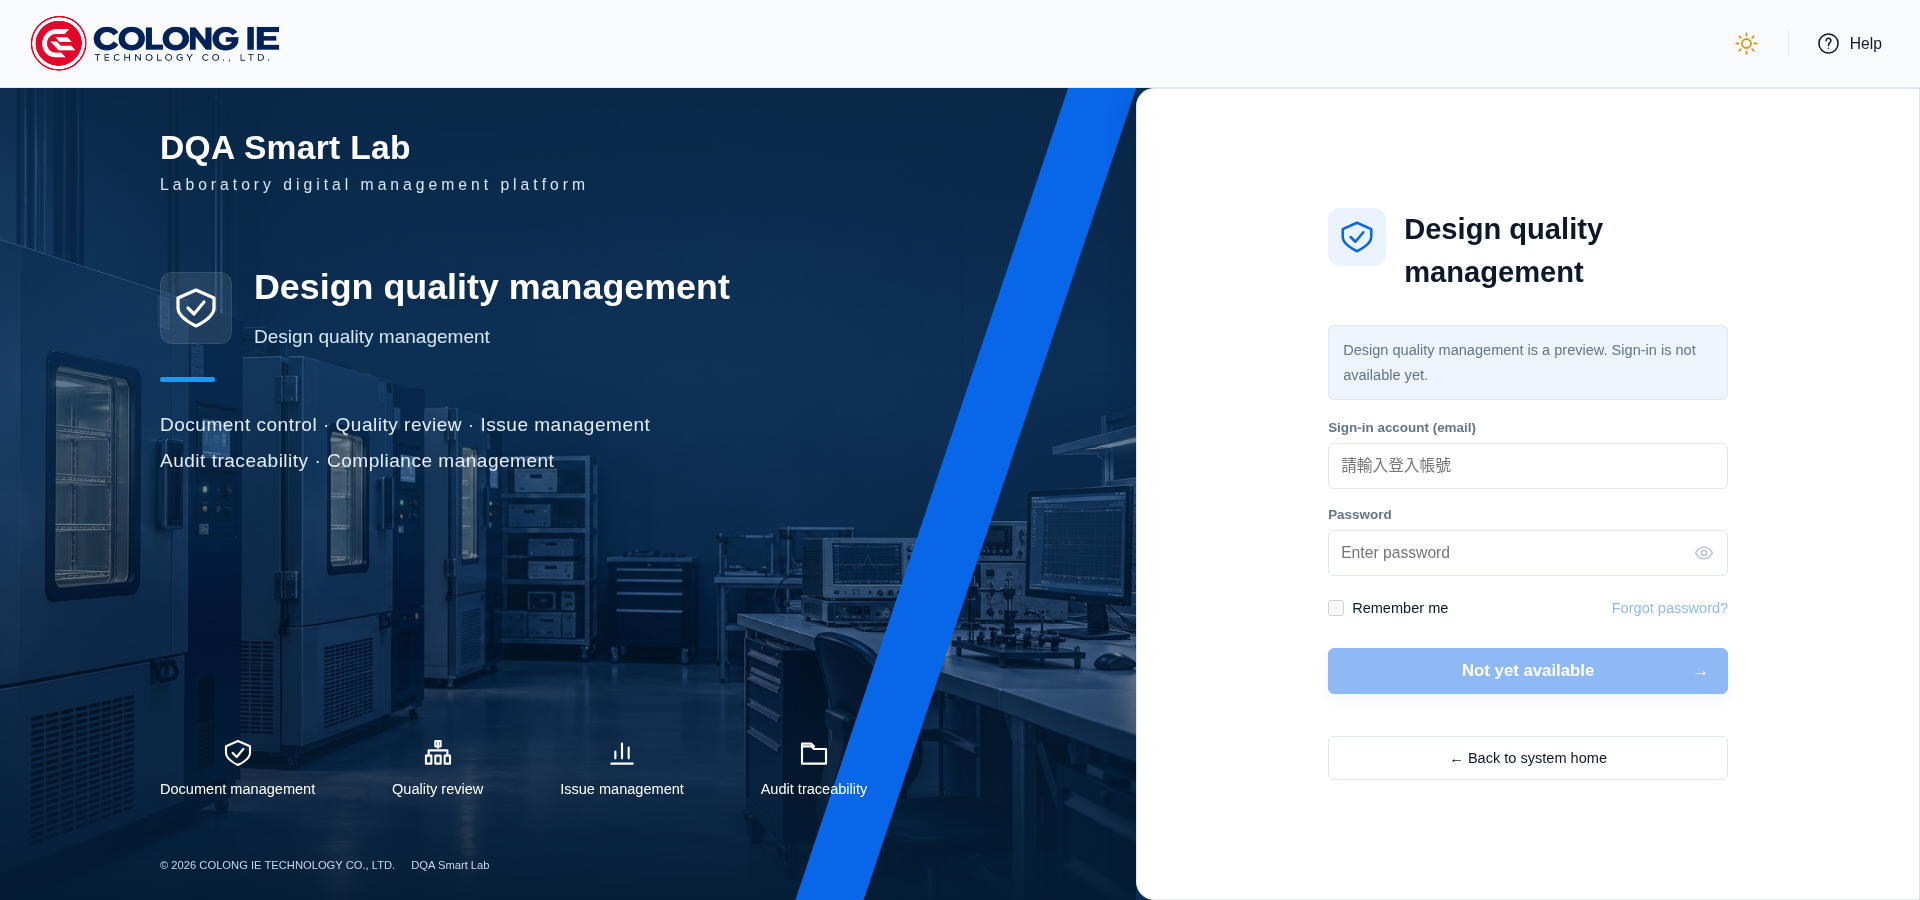 COLONG IE
TECHNOLOGY CO., LTD.
Help
DQA Smart Lab
Laboratory digital management platform
Design quality management
Design quality management
Document control · Quality review · Issue management
Audit traceability · Compliance management
Document management
Quality review
Issue management
Audit traceability
© 2026 COLONG IE TECHNOLOGY CO., LTD. DQA Smart Lab
Design quality
management
Design quality management is a preview. Sign-in is not
available yet.
Sign-in account (email)
請輸入登入帳號
Password
Enter password
Remember me
Forgot password?
Not yet available →
← Back to system home